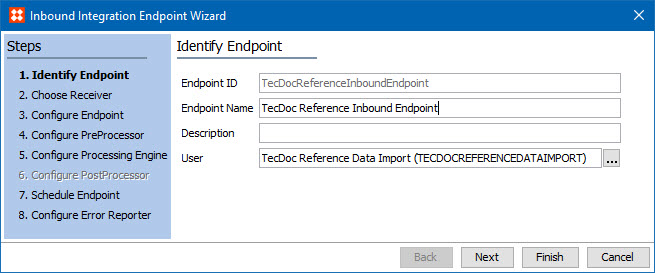 Inbound Integration Endpoint Wizard
Steps
1. Identify Endpoint
2. Choose Receiver
3. Configure Endpoint
4. Configure PreProcessor
5. Configure Processing Engine
6. Configure PostProcessor
7. Schedule Endpoint
8. Configure Error Reporter
Identify Endpoint
Endpoint ID TecDocReferenceInboundEndpoint
Endpoint Name TecDoc Reference Inbound Endpoint
Description
User TecDoc Reference Data Import (TECDOCREFERENCEDATAIMPORT) ...
Back Next Finish Cancel